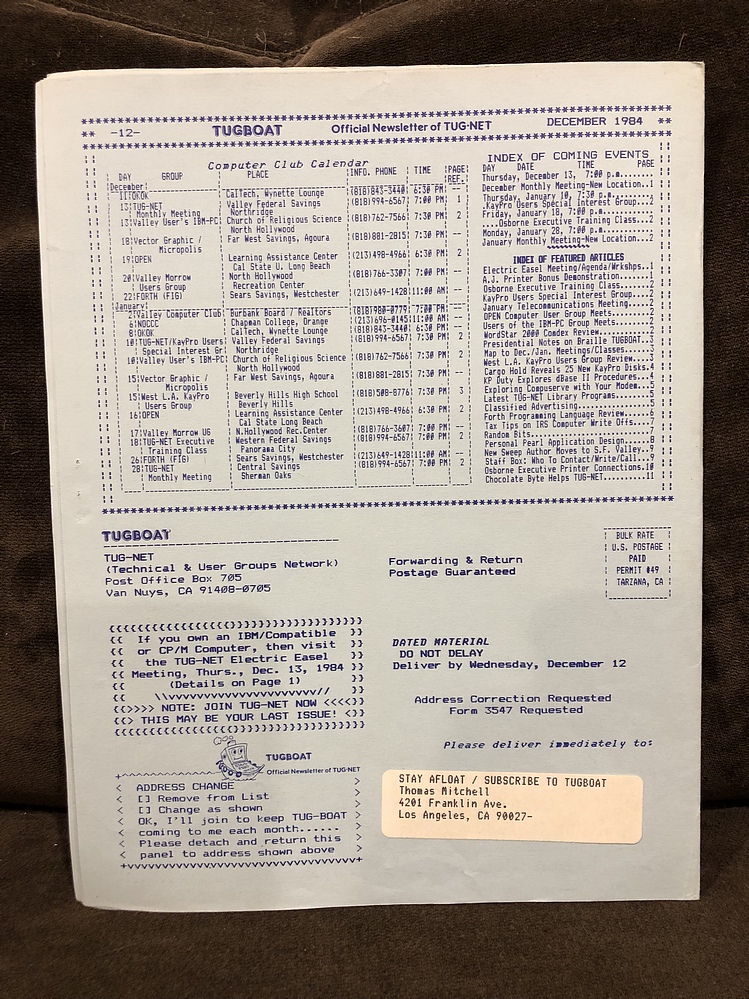 -12-
TUGBOAT
Official Newsletter of TUG-NET
DECEMBER 1984
Computer Club Calendar
DAY GROUP PLACE INFO. PHONE TIME PAGE REF.
December
11 OKOK CalTech, Wynette Lounge (818)843-3440 6:30 PM --
13 TUG-NET Valley Federal Savings (818)994-6567 7:00 PM 1
Monthly Meeting Northridge
13 Valley User's IBM-PC Church of Religious Science (818)762-7566 7:30 PM 2
North Hollywood
18 Vector Graphic / Far West Savings, Agoura (818)881-2815 7:30 PM --
Micropolis
19 OPEN Learning Assistance Center (213)498-4966 6:30 PM 2
Cal State U. Long Beach
20 Valley Morrow North Hollywood (818)766-3307 7:00 PM --
Users Group Recreation Center
22 FORTH (FIG) Sears Savings, Westchester (213)649-1428 11:00 AM --
January
2 Valley Computer Club Burbank Board / Realtors (818)980-0779 7:00 PM --
6 NOCCC Chapman College, Orange (213)696-0145 11:00 AM --
8 OKOK CalTech, Wynette Lounge (818)843-3440 6:30 PM --
10 TUG-NET/KayPro Users Valley Federal Savings (818)994-6567 7:30 PM 2
Special Interest Gr Northridge
10 Valley User's IBM-PC Church of Religious Science (818)762-7566 7:30 PM 2
North Hollywood
15 Vector Graphic / Far West Savings, Agoura (818)881-2815 7:30 PM --
Micropolis
15 West L.A. KayPro Beverly Hills High School (818)508-8776 7:30 PM 3
Users Group Beverly Hills
16 OPEN Learning Assistance Center (213)498-4966 6:30 PM 2
Cal State Long Beach
17 Valley Morrow UG N.Hollywood Rec.Center (818)766-3607 7:00 PM --
18 TUG-NET Executive Western Federal Savings (818)994-6567 7:00 PM 2
Training Class Panorama City
26 FORTH (FIG) Sears Savings, Westchester (213)649-1428 11:00 AM --
28 TUG-NET Central Savings (818)994-6567 7:00 PM 2
Monthly Meeting Sherman Oaks
INDEX OF COMING EVENTS
DAY DATE TIME PAGE
Thursday, December 13, 7:00 p.m...
December Monthly Meeting-New Location..1
Thursday, January 10, 7:30 p.m...
..KayPro Users Special Interest Group...2
Friday, January 18, 7:00 p.m...
...Osborne Executive Training Class...2
Monday, January 28, 7:00 p.m...
January Monthly Meeting-New Location...2
INDEX OF FEATURED ARTICLES
Electric Easel Meeting/Agenda/Wrkshps..1
A.J. Printer Bonus Demonstration.......2
Osborne Executive Training Class.......2
KayPro Users Special Interest Group....2
January Telecommunications Meeting.....2
OPEN Computer User Group Meets.........2
Users of the IBM-PC Group Meets........2
WordStar 2000 Comdex Review............2
Presidential Notes on Braille TUGBOAT..3
Map to Dec./Jan. Meetings/Classes......3
West L.A. KayPro Users Group Review....3
Cargo Hold Reveals 25 New KayPro Disks.4
KP Duty Explores dBase II Procedures...4
Exploring Compuserve with Your Modem...5
Latest TUG-NET Library Programs........5
Classified Advertising.................5
Forth Programming Language Review......6
Tax Tips on IRS Computer Write Offs....7
Random Bits............................7
Personal Pearl Application Design......8
New Sweep Author Moves to S.F. Valley..9
Staff Box: Who To Contact/Write/Call...9
Osborne Executive Printer Connections.10
Chocolate Byte Helps TUG-NET..........11
TUGBOAT
TUG-NET
(Technical & User Groups Network)
Post Office Box 705
Van Nuys, CA 91408-0705
Forwarding & Return
Postage Guaranteed
BULK RATE
U.S. POSTAGE
PAID
PERMIT #49
TARZANA, CA
If you own an IBM/Compatible
or CP/M Computer, then visit
the TUG-NET Electric Easel
Meeting, Thurs., Dec. 13, 1984
(Details on Page 1)
NOTE: JOIN TUG-NET NOW
THIS MAY BE YOUR LAST ISSUE!
DATED MATERIAL
DO NOT DELAY
Deliver by Wednesday, December 12
Address Correction Requested
Form 3547 Requested
Please deliver immediately to:
TUGBOAT
Official Newsletter of TUG-NET
ADDRESS CHANGE
[] Remove from List
[] Change as shown
OK, I'll join to keep TUG-BOAT
coming to me each month......
Please detach and return this
panel to address shown above
STAY AFLOAT / SUBSCRIBE TO TUGBOAT
Thomas Mitchell
4201 Franklin Ave.
Los Angeles, CA 90027-